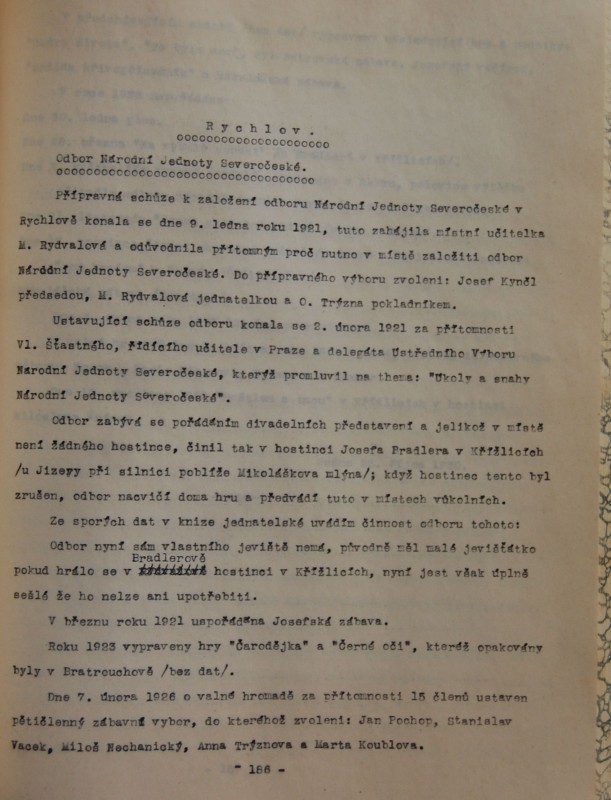 R y c h l o v .
ooooooooooooooooooooo
Odbor Národní Jednoty Severočeské.
ooooooooooooooooooooooooooooooooooo
Přípravná schůze k založení odboru Národní Jednoty Severočeské v
Rychlově konala se dne 9. ledna roku 1921, tuto zahájila místní učitelka
M. Rydvalová a odůvodnila přítomným proč nutno v místě založiti odbor
Národní Jednoty Severočeské. Do přípravného výboru zvoleni: Josef Kynčl
předsedou, M. Rydvalová jednatelkou a O. Trýzna pokladníkem.
Ustavující schůze odboru konala se 2. února 1921 za přítomnosti
Vl. Šťastného, řídícího učitele v Praze a delegáta Ústředního Výboru
Národní Jednoty Severočeské, kterýž promluvil na thema: "Úkoly a snahy
Národní Jednoty Severočeské".
Odbor zabývá se pořádáním divadelních představení a jelikož v místě
není žádného hostince, činil tak v hostinci Josefa Bradlera v Křížlicích
/u Jizery při silnici poblíže Mikoláškova mlýna/; když hostinec tento byl
zrušen, odbor nacvičí doma hru a předvádí tuto v místech vůkolních.
Ze sporých dat v knize jednatelské uvádím činnost odboru tohoto:
Odbor nyní sám vlastního jeviště nemá, původně měl malé jevišťátko
Bradlerově
pokud hrálo se v hostinci v Křížlicích, nyní jest však úplně
sešlé že ho nelze ani upotřebiti.
V březnu roku 1921 uspořádána Josefská zábava.
Roku 1923 vypraveny hry "Čarodějka" a "Černé oči", kteréž opakovány
byly v Bratrouchově /bez dat/.
Dne 7. února 1926 o valné hromadě za přítomnosti 15 členů ustaven
pětičlenný zábavní vybor, do kteréhož zvoleni: Jan Pochop, Stanislav
Vacek, Miloš Nechanický, Anna Trýznova a Marta Koublova.
- 186 -